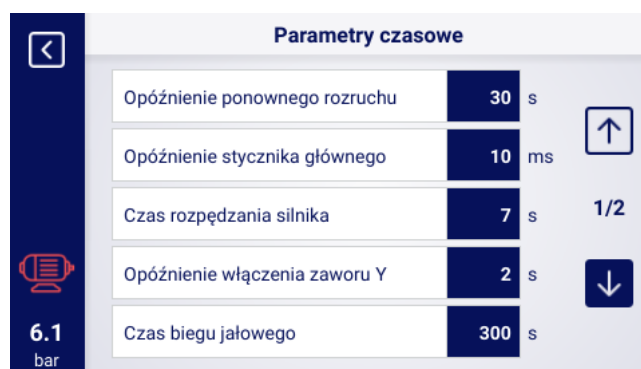 Parametry czasowe
Opóźnienie ponownego rozruchu 30 s
Opóźnienie stycznika głównego 10 ms
Czas rozpędzania silnika 7 s
1/2
Opóźnienie włączenia zaworu Y 2 s
Czas biegu jałowego 300 s
6.1
bar